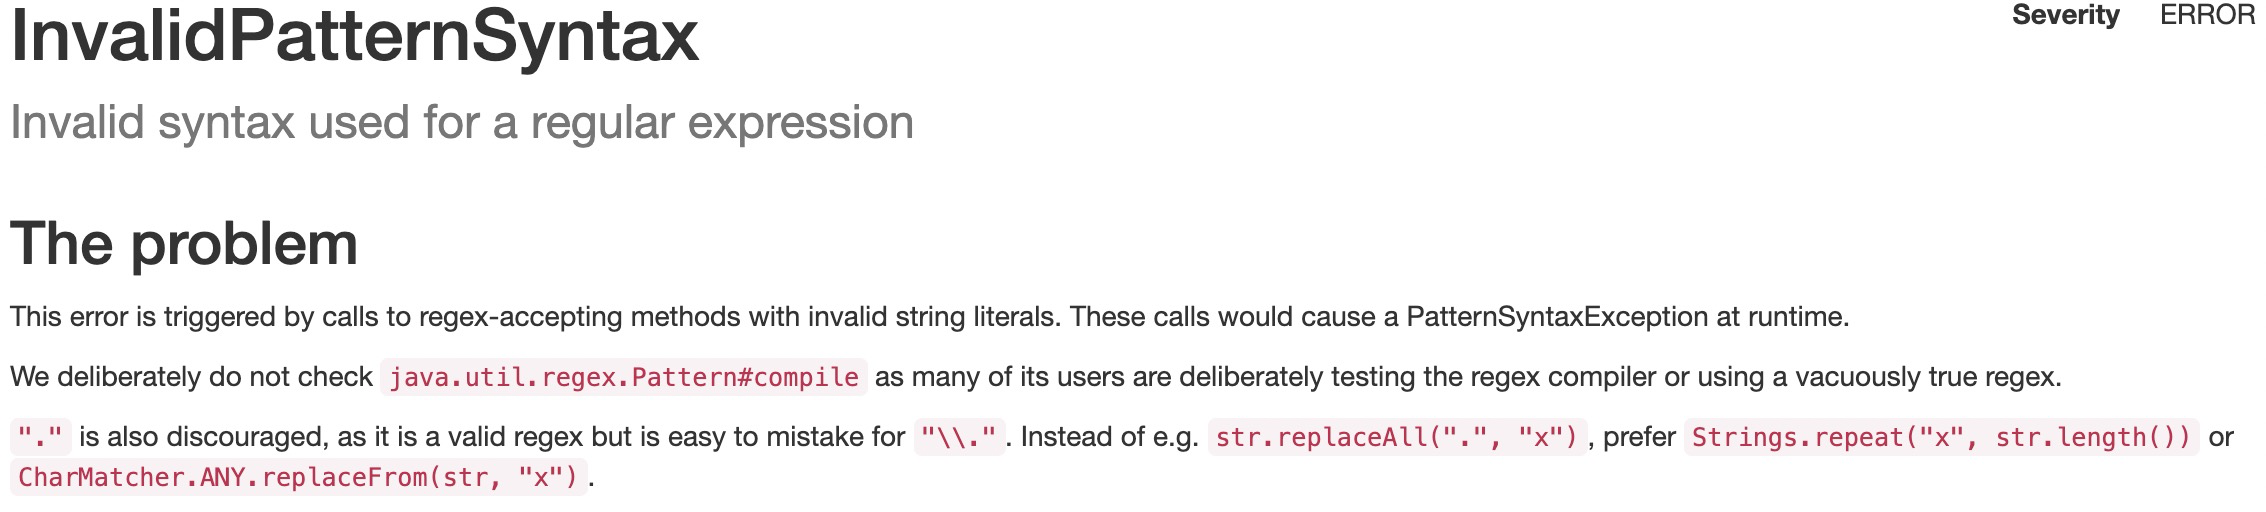 InvalidPatternSyntax
Severity ERROR
Invalid syntax used for a regular expression
The problem
This error is triggered by calls to regex-accepting methods with invalid string literals. These calls would cause a PatternSyntaxException at runtime.
We deliberately do not check java.util.regex.Pattern#compile as many of its users are deliberately testing the regex compiler or using a vacuously true regex.
"." is also discouraged, as it is a valid regex but is easy to mistake for "\\.". Instead of e.g. str.replaceAll(".", "x"), prefer Strings.repeat("x", str.length()) or
CharMatcher.ANY.replaceFrom(str, "x").